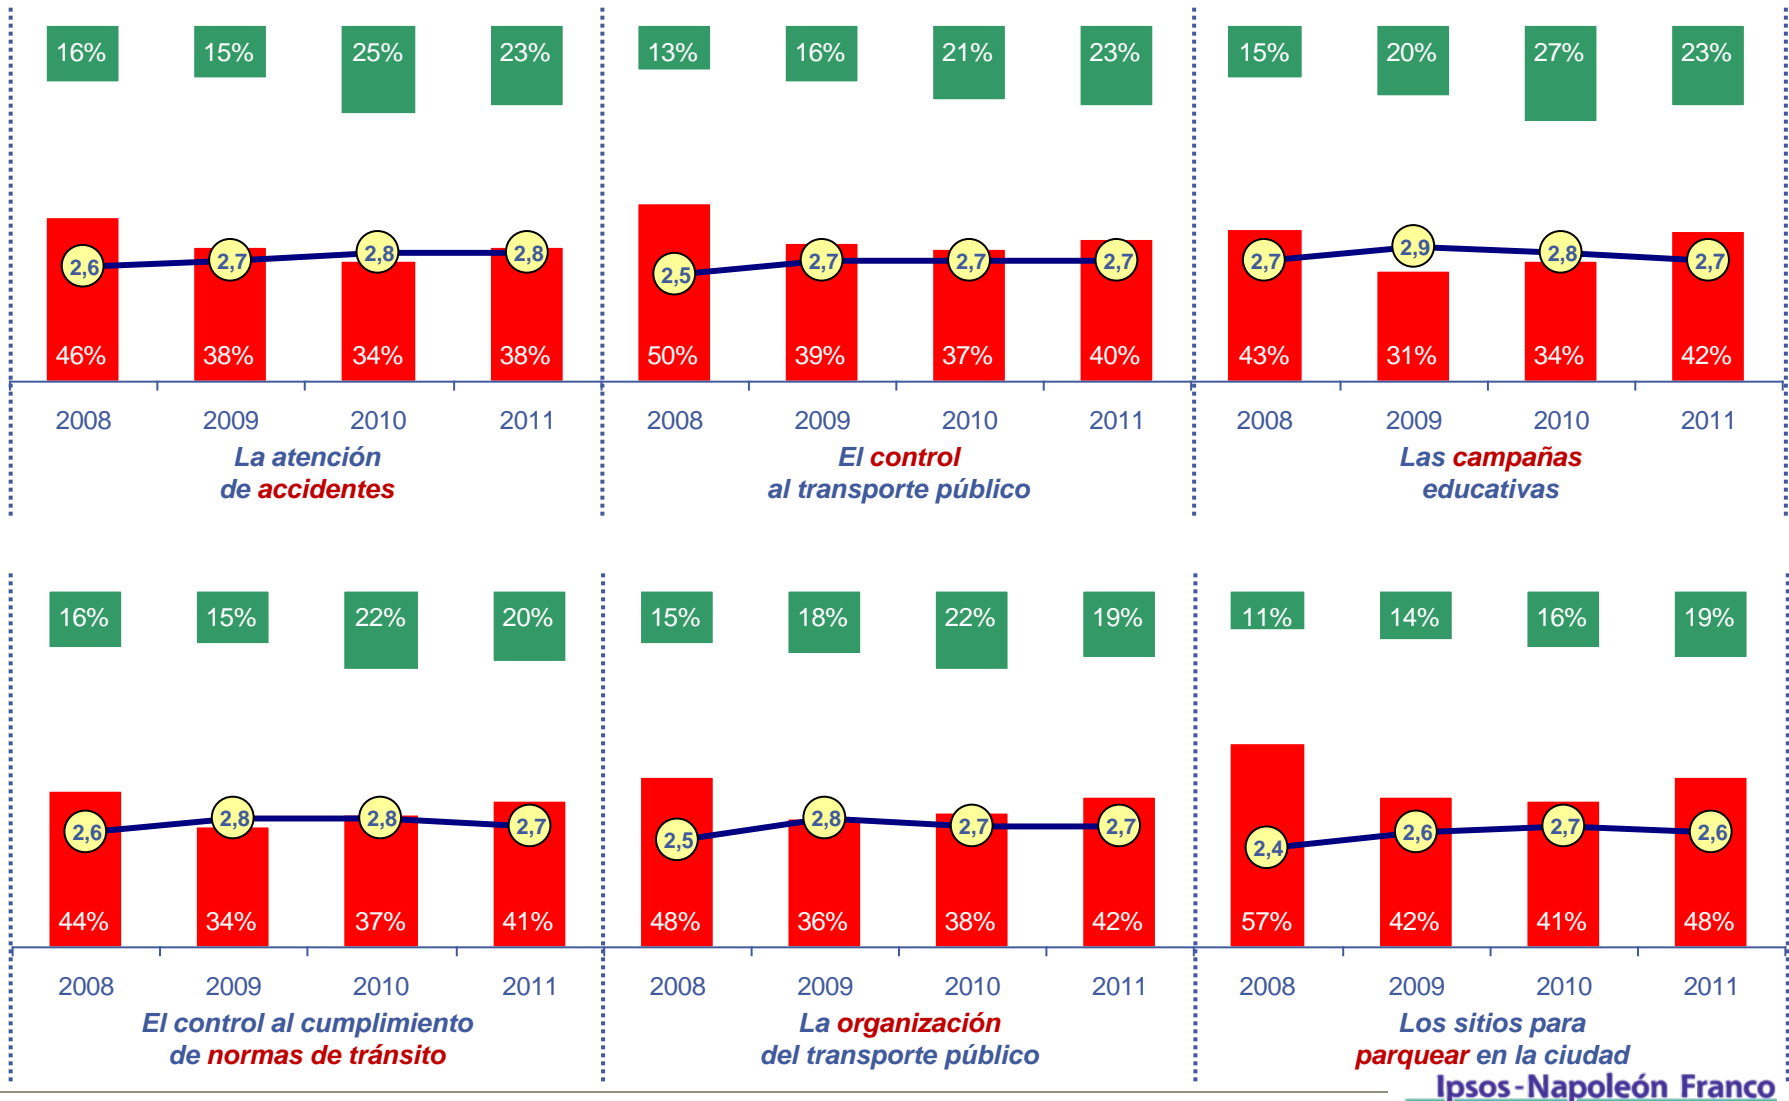 16% 15% 25% 23% 13% 16% 21% 23% 15% 20% 27% 23%
2,6 2,7 2,8 2,8 2,5 2,7 2,7 2,7 2,7 2,9 2,8 2,7
46% 38% 34% 38% 50% 39% 37% 40% 43% 31% 34% 42%
2008 2009 2010 2011 2008 2009 2010 2011 2008 2009 2010 2011
La atención
de accidentes
El control
al transporte público
Las campañas
educativas
16% 15% 22% 20% 15% 18% 22% 19% 11% 14% 16% 19%
2,6 2,8 2,8 2,7 2,5 2,8 2,7 2,7 2,4 2,6 2,7 2,6
44% 34% 37% 41% 48% 36% 38% 42% 57% 42% 41% 48%
2008 2009 2010 2011 2008 2009 2010 2011 2008 2009 2010 2011
El control al cumplimiento
de normas de tránsito
La organización
del transporte público
Los sitios para
parquear en la ciudad
Ipsos-Napoleón Franco